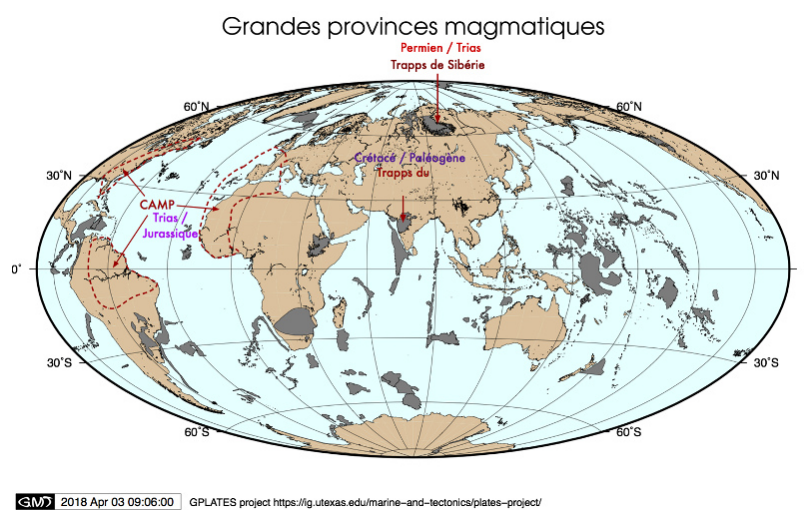 Grandes provinces magmatiques
Permien / Trias
Trapps de Sibérie
60°N
60°N
Crétacé / Paléogène
Trapps du
30°N
30°N
CAMP
Trias /
Jurassique
0°
30°S
30°S
60°S
60°S
GMD 2018 Apr 03 09:06:00 GPLATES project https://ig.utexas.edu/marine-and-tectonics/plates-project/